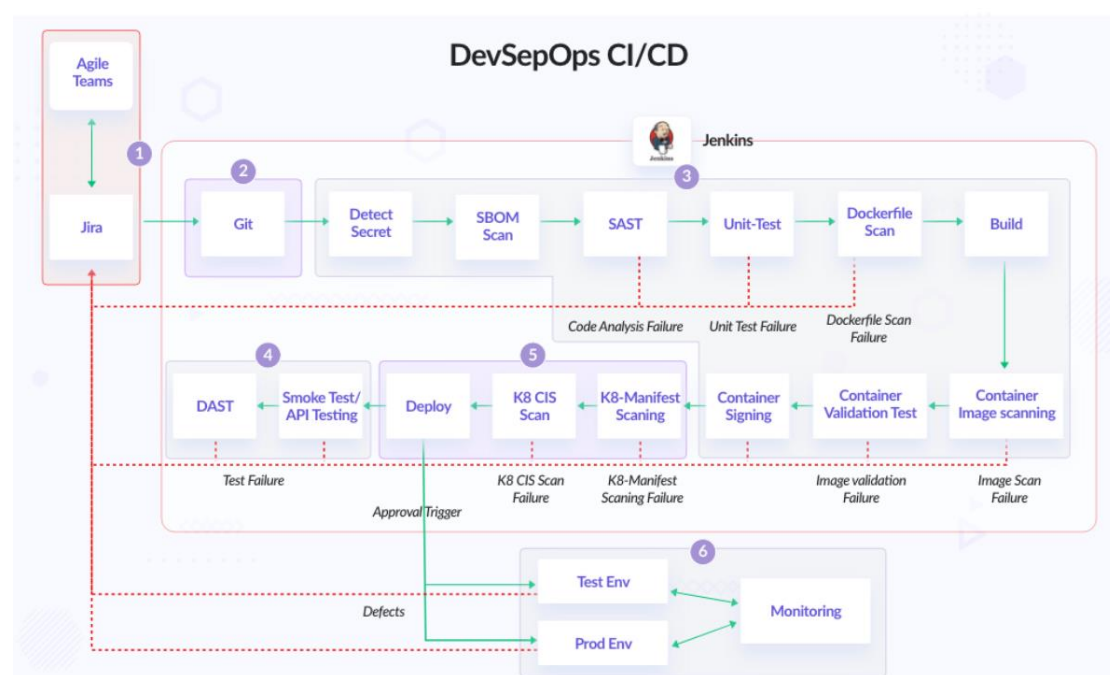 DevSepOps CI/CD
Agile
Teams
Jenkins
Jenkins
1
2
3
Jira
Git
Detect
Secret
SBOM
Scan
SAST
Unit-Test
Dockerfile
Scan
Build
Code Analysis Failure
Unit Test Failure
Dockerfile Scan
Failure
4
5
DAST
Smoke Test/
API Testing
Deploy
K8 CIS
Scan
K8-Manifest
Scaning
Container
Signing
Container
Validation Test
Container
Image scanning
Test Failure
K8 CIS Scan
Failure
K8-Manifest
Scaning Failure
Image validation
Failure
Image Scan
Failure
Approval Trigger
6
Test Env
Defects
Monitoring
Prod Env